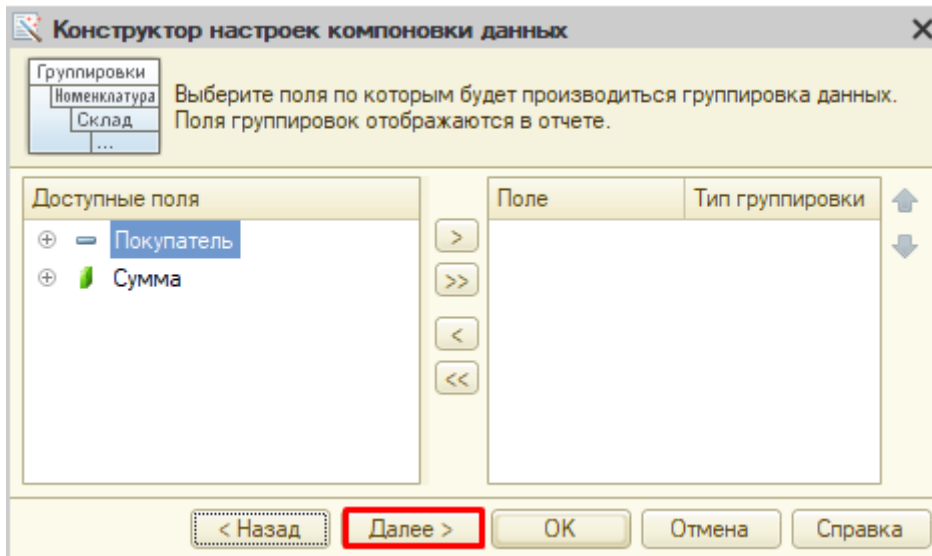 Конструктор настроек компоновки данных
Группировки
Номенклатура
Склад
...
Выберите поля по которым будет производиться группировка данных.
Поля группировок отображаются в отчете.
Доступные поля
Поле
Тип группировки
Покупатель
Сумма
>
>>
<
<<
< Назад
Далее >
OK
Отмена
Справка